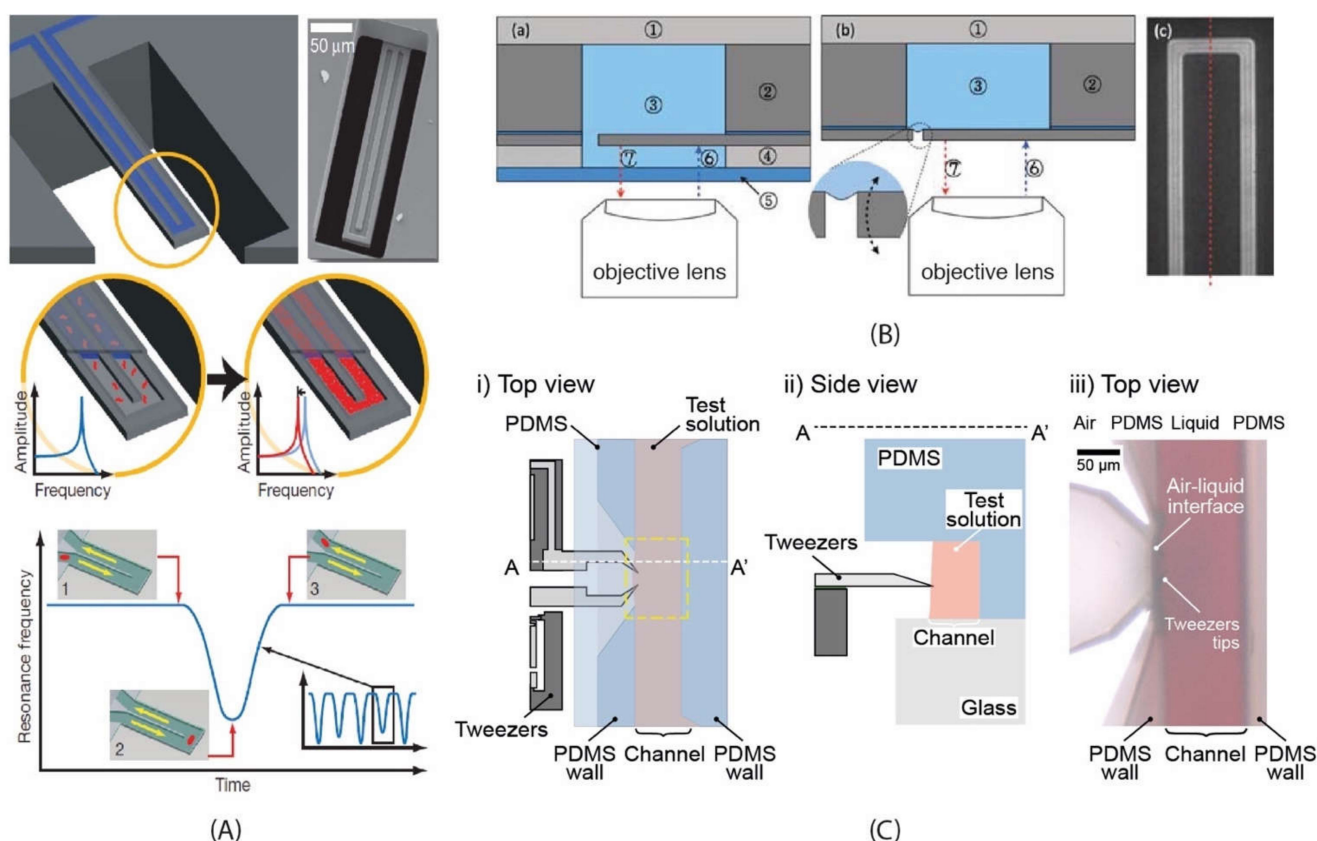 50 μm
Amplitude
Frequency
Amplitude
Frequency
Resonance frequency
1
2
3
Time
(A)
(a)
①
②
③
④
⑤
⑥
⑦
objective lens
(b)
①
②
③
⑥
⑦
objective lens
(c)
(B)
i) Top view
PDMS
Test
solution
A
A'
Tweezers
PDMS
wall
Channel
PDMS
wall
ii) Side view
A
A'
PDMS
Test
solution
Tweezers
Channel
Glass
iii) Top view
Air PDMS Liquid PDMS
50 μm
Air-liquid
interface
Tweezers
tips
PDMS
wall
Channel
PDMS
wall
(C)